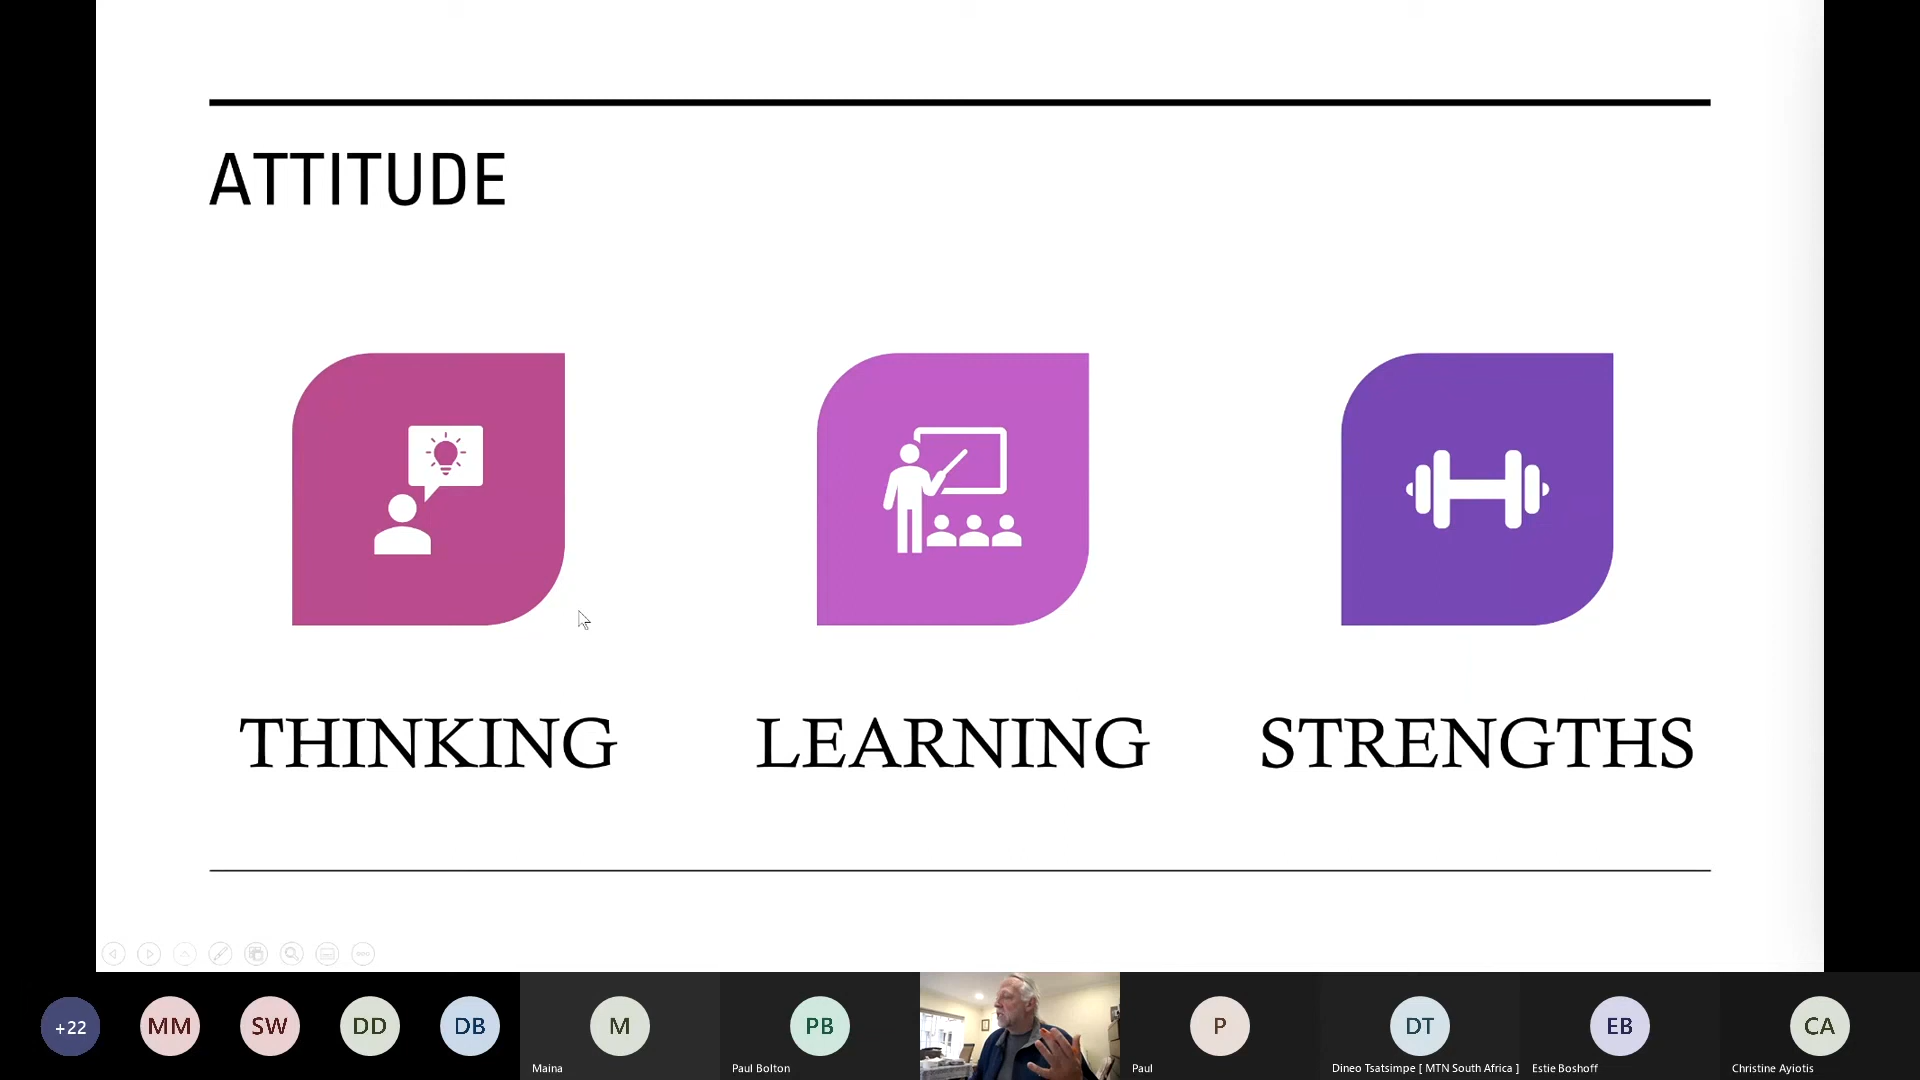 ATTITUDE
THINKING
LEARNING
STRENGTHS
+22
MM
SW
DD
DB
M
PB
P
DT
EB
CA
Maina
Paul Bolton
Paul
Dineo Tsatsimpe [ MTN South Africa ]
Estie Boshoff
Christine Ayiotis